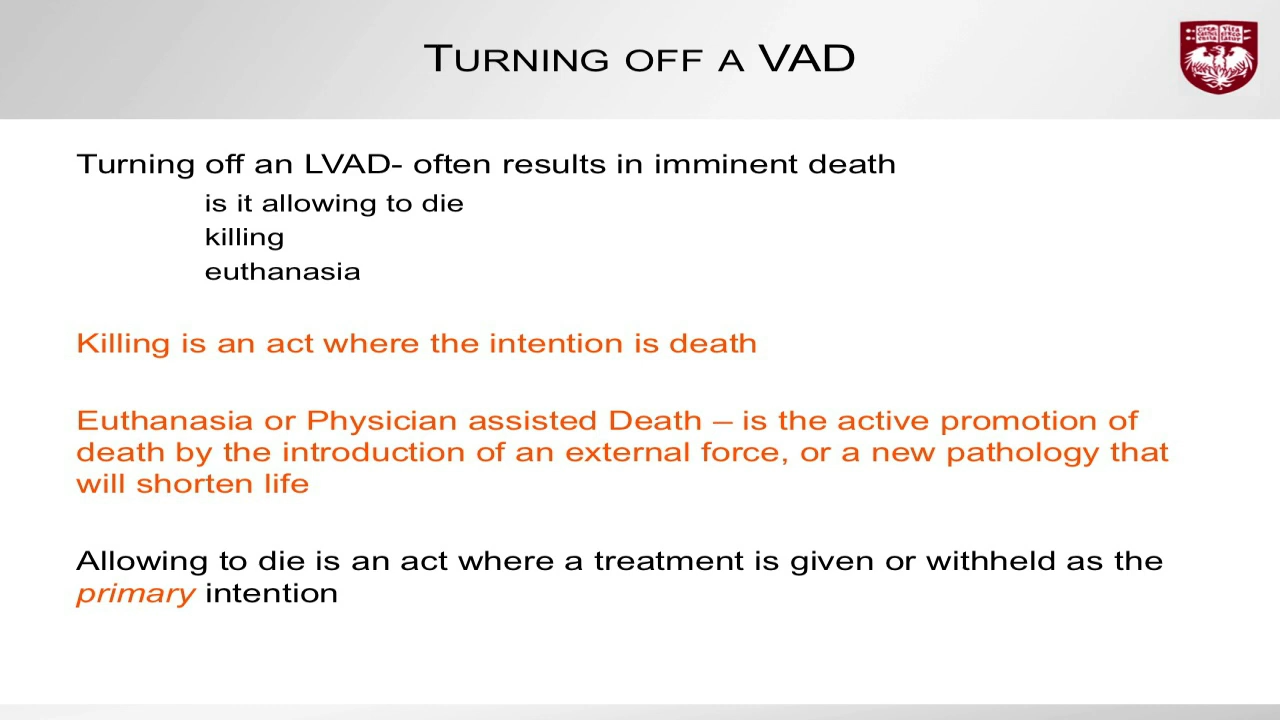 TURNING OFF A VAD
Turning off an LVAD- often results in imminent death
is it allowing to die
killing
euthanasia
Killing is an act where the intention is death
Euthanasia or Physician assisted Death – is the active promotion of
death by the introduction of an external force, or a new pathology that
will shorten life
Allowing to die is an act where a treatment is given or withheld as the
primary intention